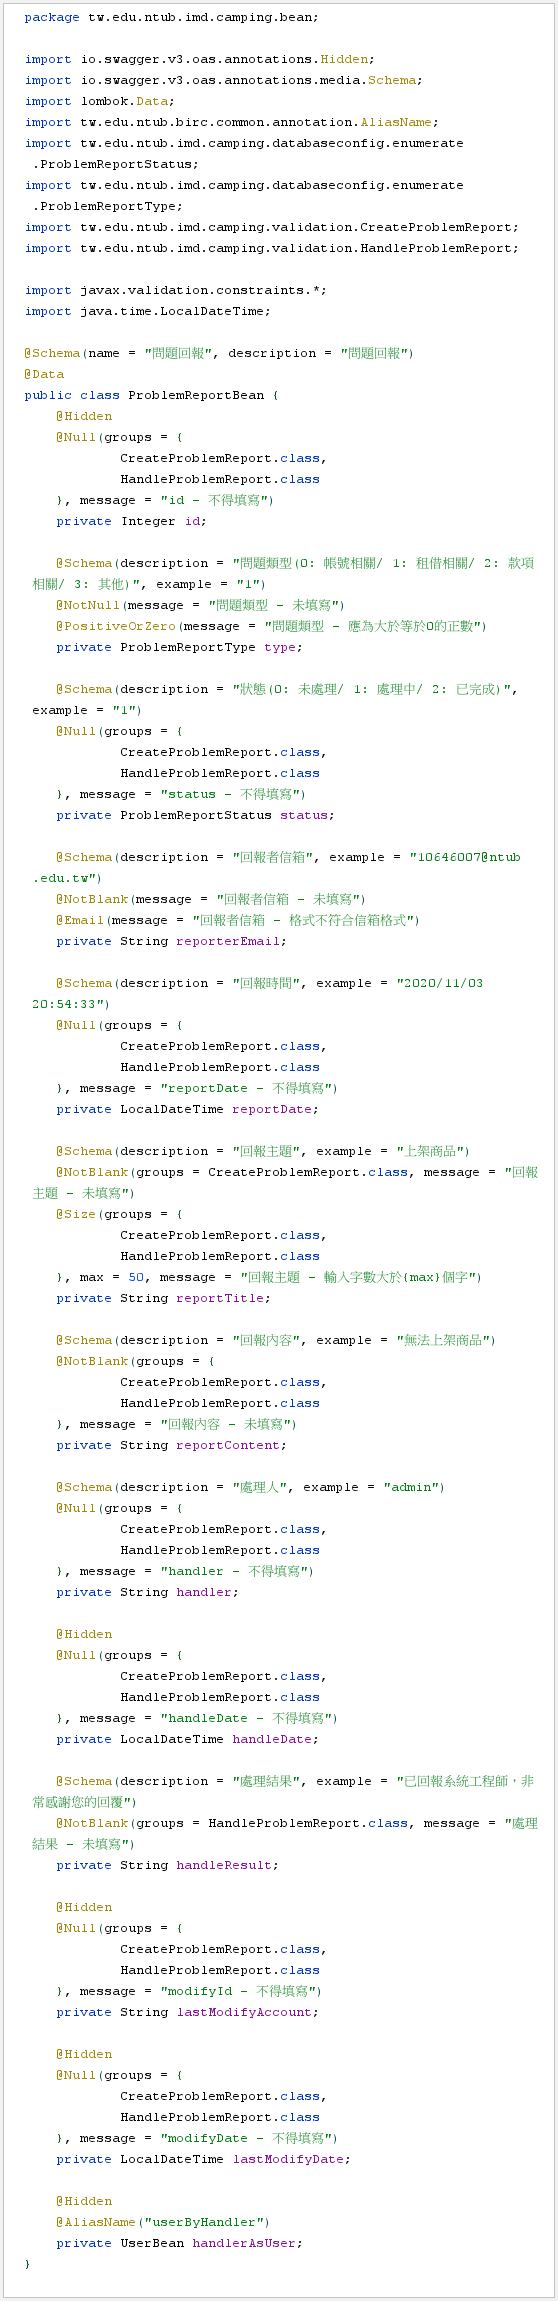 package tw.edu.ntub.imd.camping.bean;
import io.swagger.v3.oas.annotations.Hidden;
import io.swagger.v3.oas.annotations.media.Schema;
import lombok.Data;
import tw.edu.ntub.birc.common.annotation.AliasName;
import tw.edu.ntub.imd.camping.databaseconfig.enumerate
.ProblemReportStatus;
import tw.edu.ntub.imd.camping.databaseconfig.enumerate
.ProblemReportType;
import tw.edu.ntub.imd.camping.validation.CreateProblemReport;
import tw.edu.ntub.imd.camping.validation.HandleProblemReport;
import javax.validation.constraints.*;
import java.time.LocalDateTime;
@Schema(name = "問題回報", description = "問題回報")
@Data
public class ProblemReportBean {
@Hidden
@Null(groups = {
CreateProblemReport.class,
HandleProblemReport.class
}, message = "id - 不得填寫")
private Integer id;
@Schema(description = "問題類型(0: 帳號相關/ 1: 租借相關/ 2: 款項
相關/ 3: 其他)", example = "1")
@NotNull(message = "問題類型 - 未填寫")
@PositiveOrZero(message = "問題類型 - 應為大於等於0的正數")
private ProblemReportType type;
@Schema(description = "狀態(0: 未處理/ 1: 處理中/ 2: 已完成)",
example = "1")
@Null(groups = {
CreateProblemReport.class,
HandleProblemReport.class
}, message = "status - 不得填寫")
private ProblemReportStatus status;
@Schema(description = "回報者信箱", example = "10646007@ntub
.edu.tw")
@NotBlank(message = "回報者信箱 - 未填寫")
@Email(message = "回報者信箱 - 格式不符合信箱格式")
private String reporterEmail;
@Schema(description = "回報時間", example = "2020/11/03
20:54:33")
@Null(groups = {
CreateProblemReport.class,
HandleProblemReport.class
}, message = "reportDate - 不得填寫")
private LocalDateTime reportDate;
@Schema(description = "回報主題", example = "上架商品")
@NotBlank(groups = CreateProblemReport.class, message = "回報
主題 - 未填寫")
@Size(groups = {
CreateProblemReport.class,
HandleProblemReport.class
}, max = 50, message = "回報主題 - 輸入字數大於{max}個字")
private String reportTitle;
@Schema(description = "回報內容", example = "無法上架商品")
@NotBlank(groups = {
CreateProblemReport.class,
HandleProblemReport.class
}, message = "回報內容 - 未填寫")
private String reportContent;
@Schema(description = "處理人", example = "admin")
@Null(groups = {
CreateProblemReport.class,
HandleProblemReport.class
}, message = "handler - 不得填寫")
private String handler;
@Hidden
@Null(groups = {
CreateProblemReport.class,
HandleProblemReport.class
}, message = "handleDate - 不得填寫")
private LocalDateTime handleDate;
@Schema(description = "處理結果", example = "已回報系統工程師，非
常感謝您的回覆")
@NotBlank(groups = HandleProblemReport.class, message = "處理
結果 - 未填寫")
private String handleResult;
@Hidden
@Null(groups = {
CreateProblemReport.class,
HandleProblemReport.class
}, message = "modifyId - 不得填寫")
private String lastModifyAccount;
@Hidden
@Null(groups = {
CreateProblemReport.class,
HandleProblemReport.class
}, message = "modifyDate - 不得填寫")
private LocalDateTime lastModifyDate;
@Hidden
@AliasName("userByHandler")
private UserBean handlerAsUser;
}